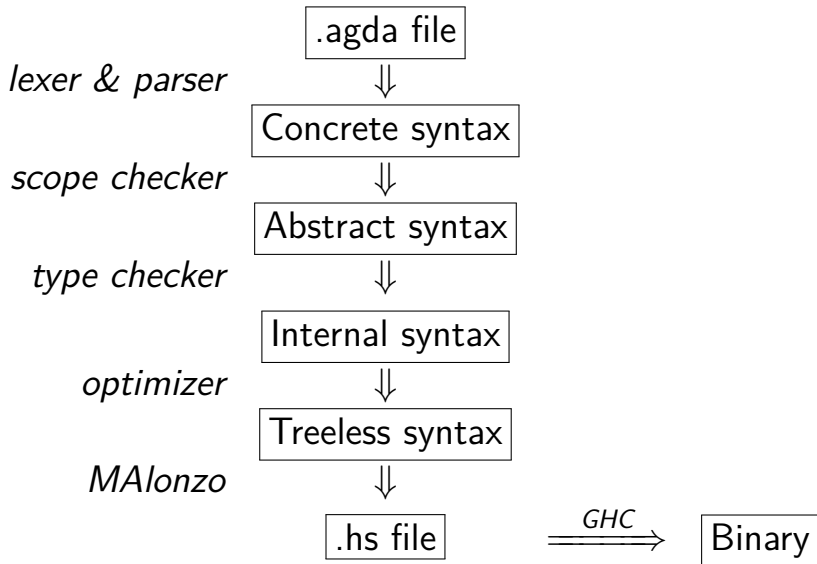 .agda file
lexer & parser
Concrete syntax
scope checker
Abstract syntax
type checker
Internal syntax
optimizer
Treeless syntax
MAlonzo
.hs file
GHC
Binary